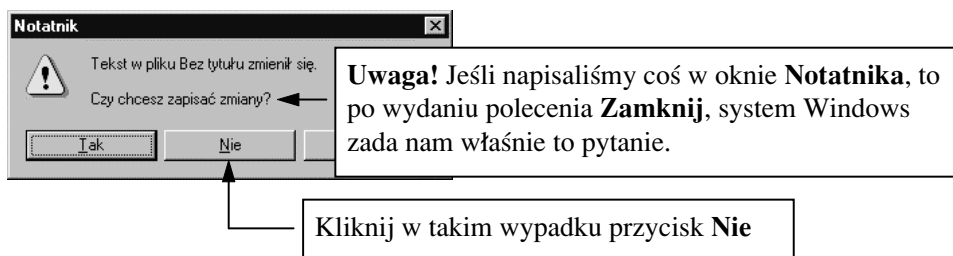 Notatnik
Tekst w pliku Bez tytułu zmienił się.
Czy chcesz zapisać zmiany?
Tak
Nie
Uwaga! Jeśli napisaliśmy coś w oknie Notatnika, to
po wydaniu polecenia Zamknij, system Windows
zada nam właśnie to pytanie.
Kliknij w takim wypadku przycisk Nie